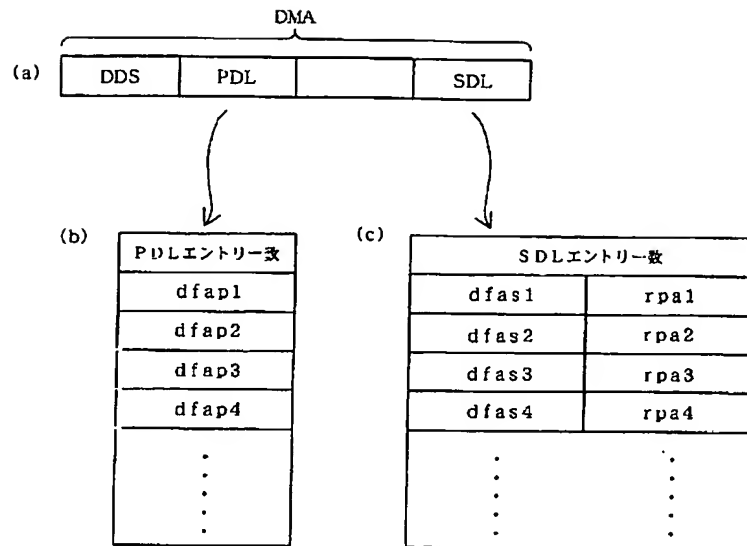 DMA
(a) DDS PDL SDL
(b) (c)
PDLエントリー数 SDLエントリー数
dfap1 dfas1 rpa1
dfap2 dfas2 rpa2
dfap3 dfas3 rpa3
dfap4 dfas4 rpa4